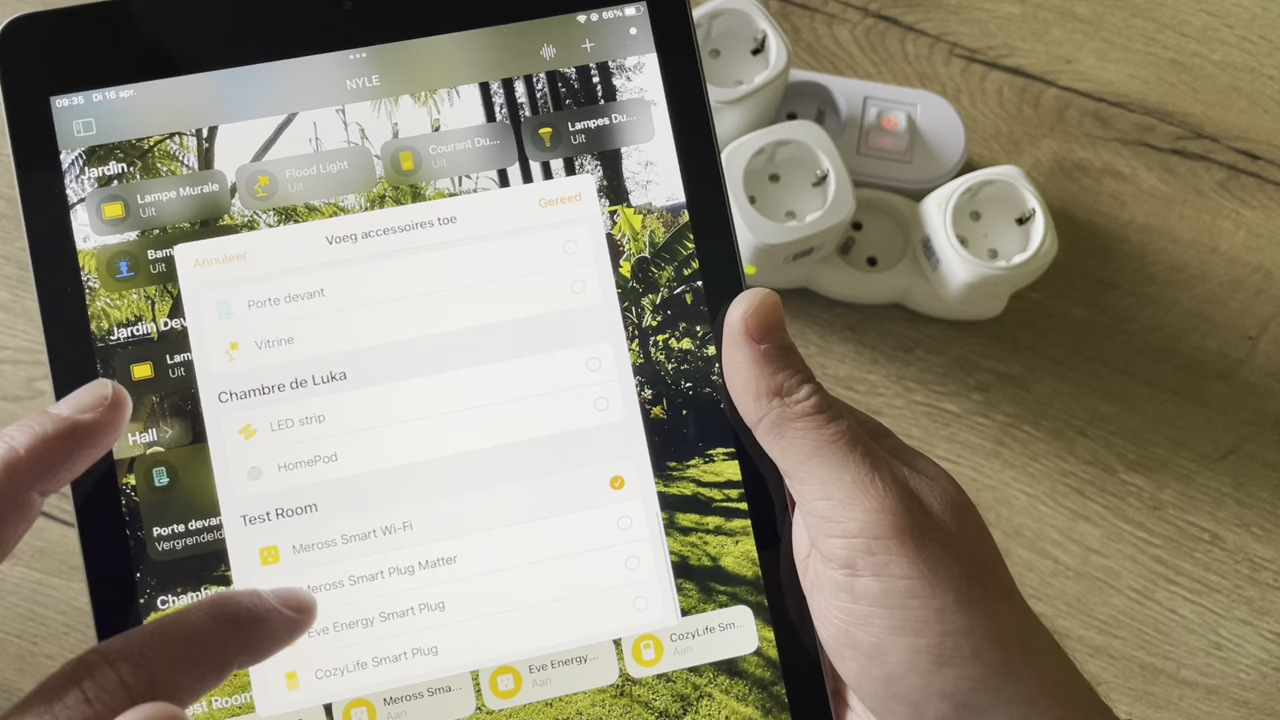 09:35 Di 16 apr.
66%
NYLE
Jardin
Lampe Murale
Uit
Flood Light
Uit
Courant Du...
Uit
Lampes Du...
Uit
Uit
Jardin Dev
Lam
Uit
Hall >
Porte devan
Vergrendeld
Chambre
Test Room
Annuleer
Voeg accessoires toe
Gereed
Porte devant
Vitrine
Chambre de Luka
LED strip
HomePod
Test Room
Meross Smart Wi-Fi
Meross Smart Plug Matter
Eve Energy Smart Plug
CozyLife Smart Plug
Meross Sma...
Aan
Eve Energy...
Aan
CozyLife Sm...
Aan